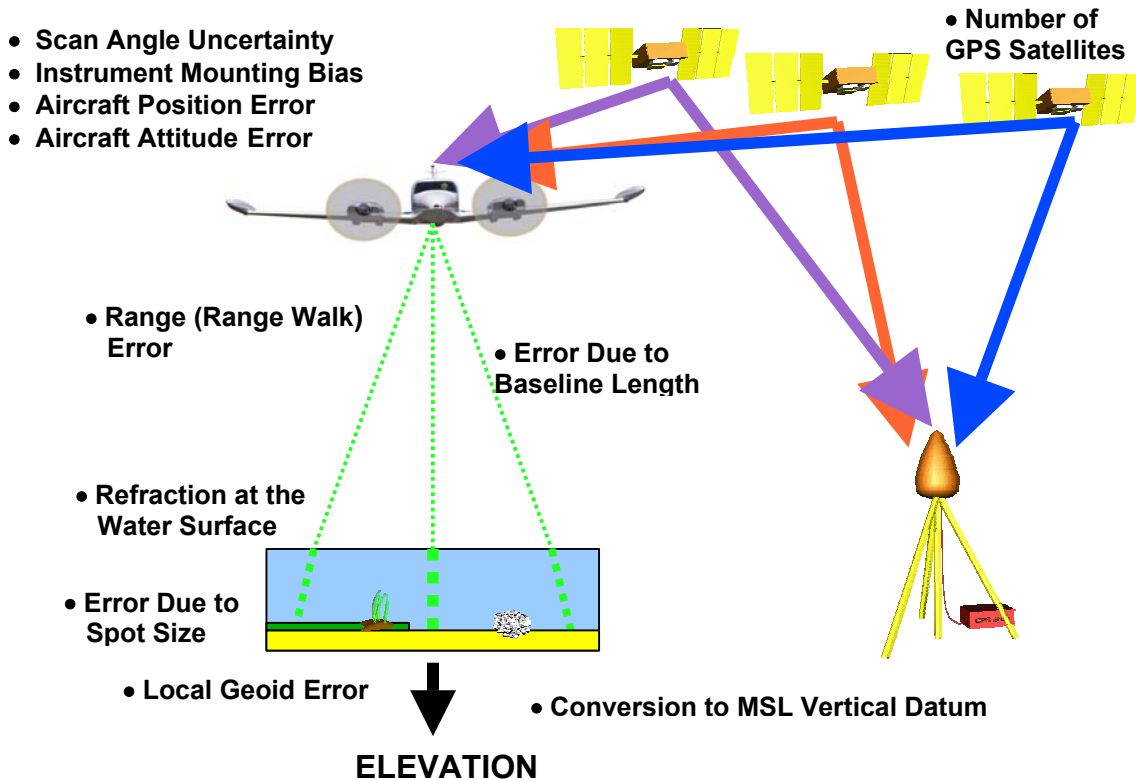 • Scan Angle Uncertainty
• Instrument Mounting Bias
• Aircraft Position Error
• Aircraft Attitude Error
• Number of
GPS Satellites
• Range (Range Walk)
Error
• Error Due to
Baseline Length
• Refraction at the
Water Surface
• Error Due to
Spot Size
• Local Geoid Error
• Conversion to MSL Vertical Datum
ELEVATION